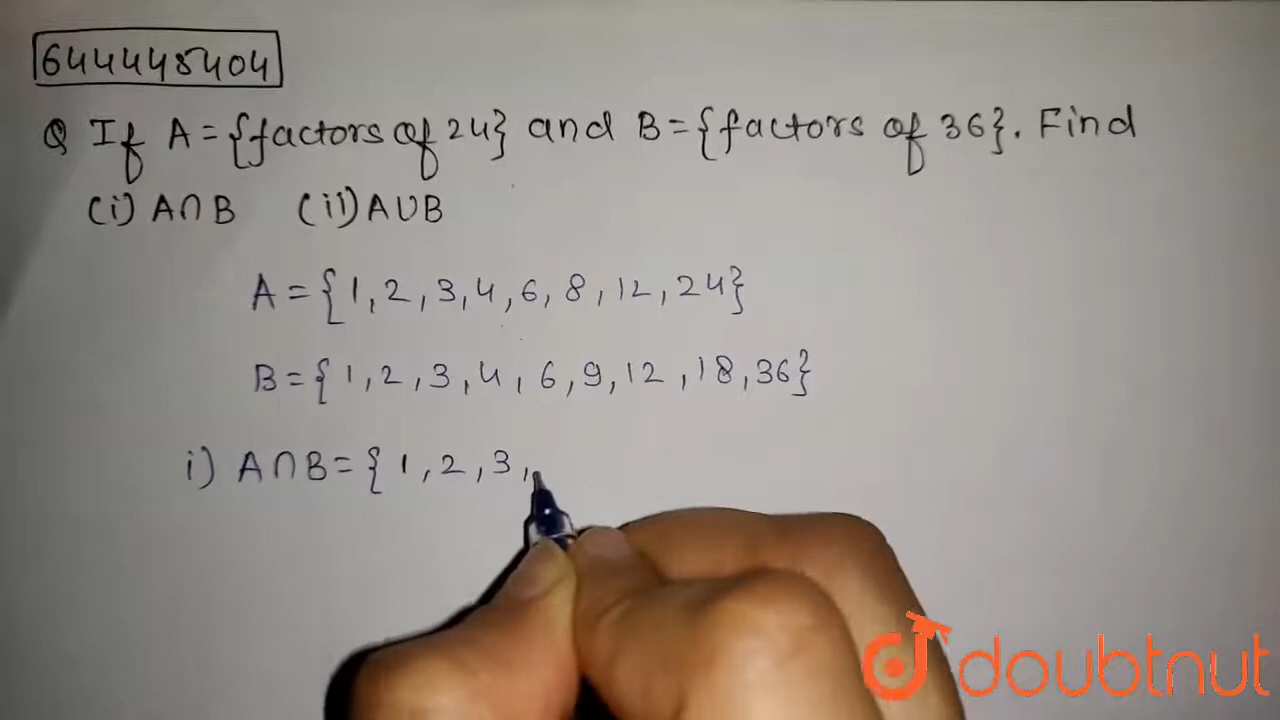 644448404
Q If A = {factors of 24} and B = {factors of 36}. Find
(i) A∩B (ii) A∪B
A = {1, 2, 3, 4, 6, 8, 12, 24}
B = {1, 2, 3, 4, 6, 9, 12, 18, 36}
i) A∩B = {1, 2, 3,
doubtnut